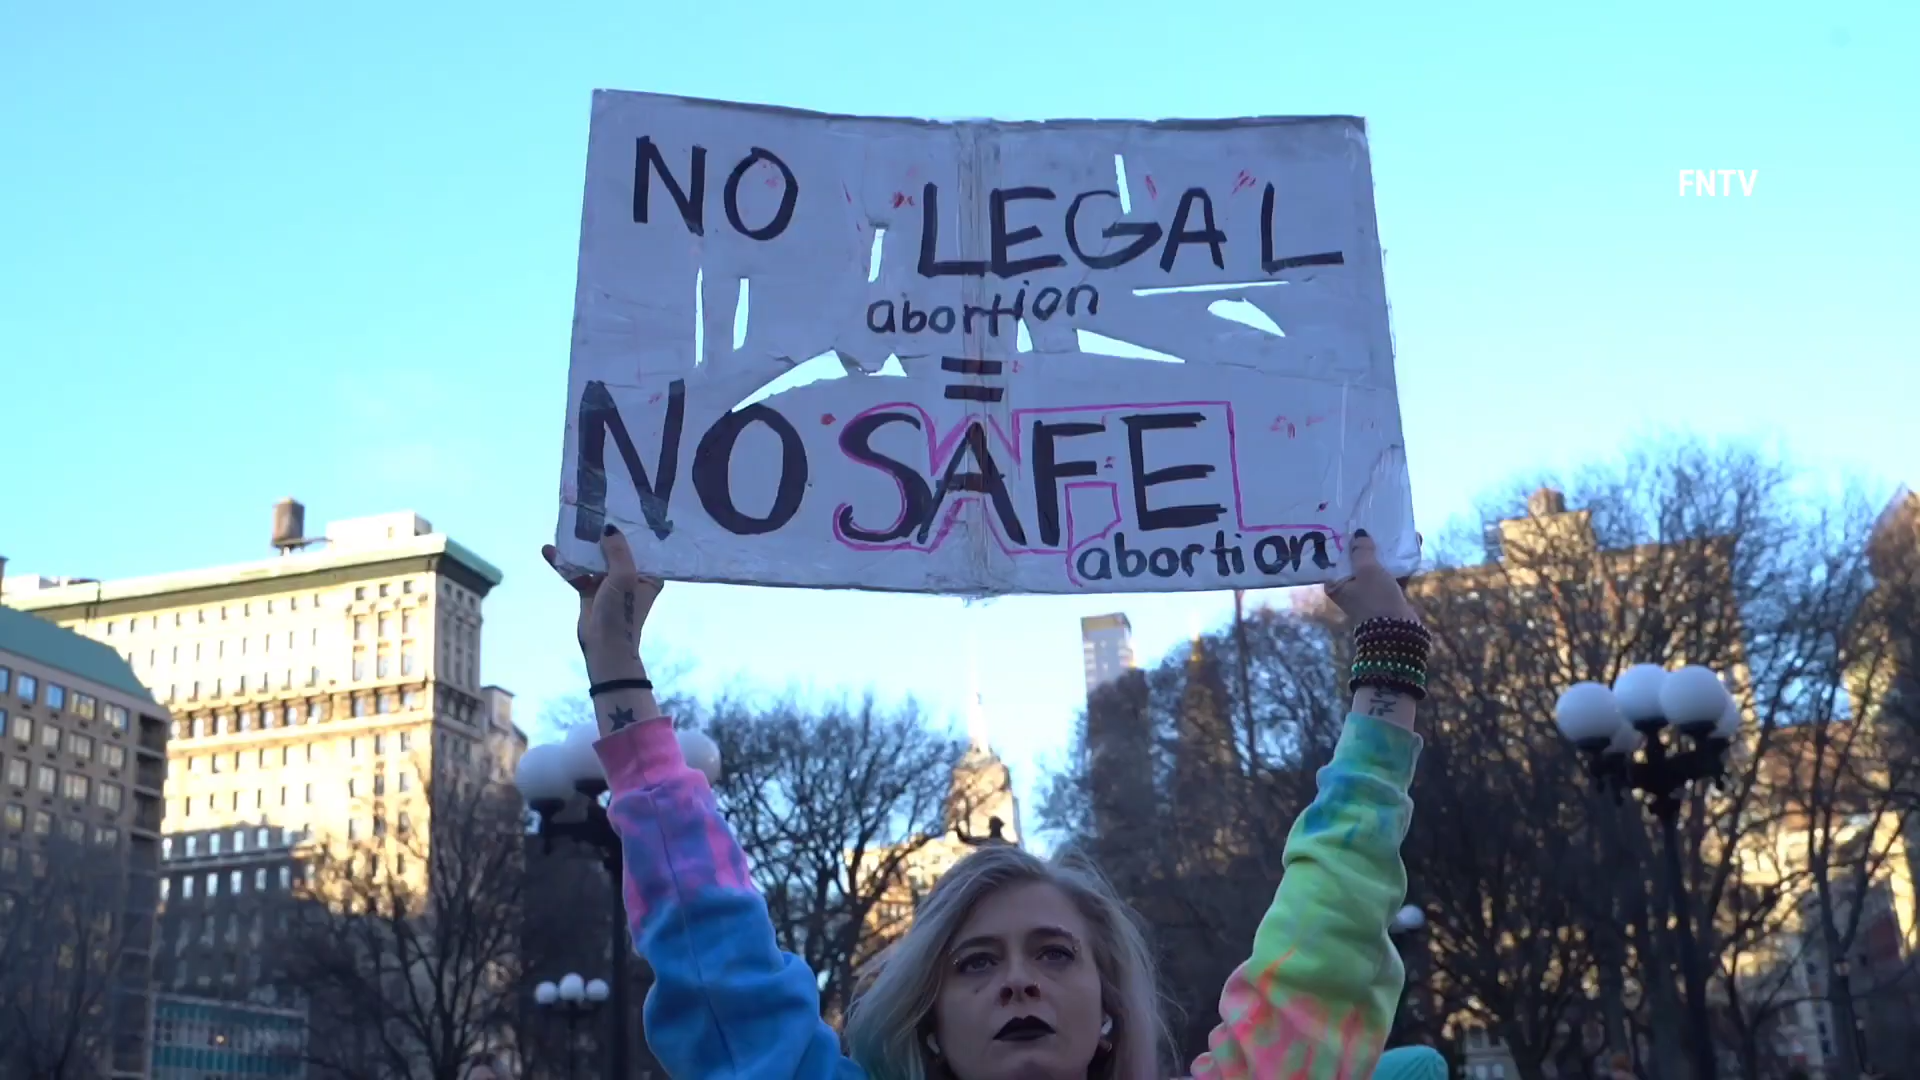 FNTV
NO LEGAL
abortion
=
NO SAFE
abortion